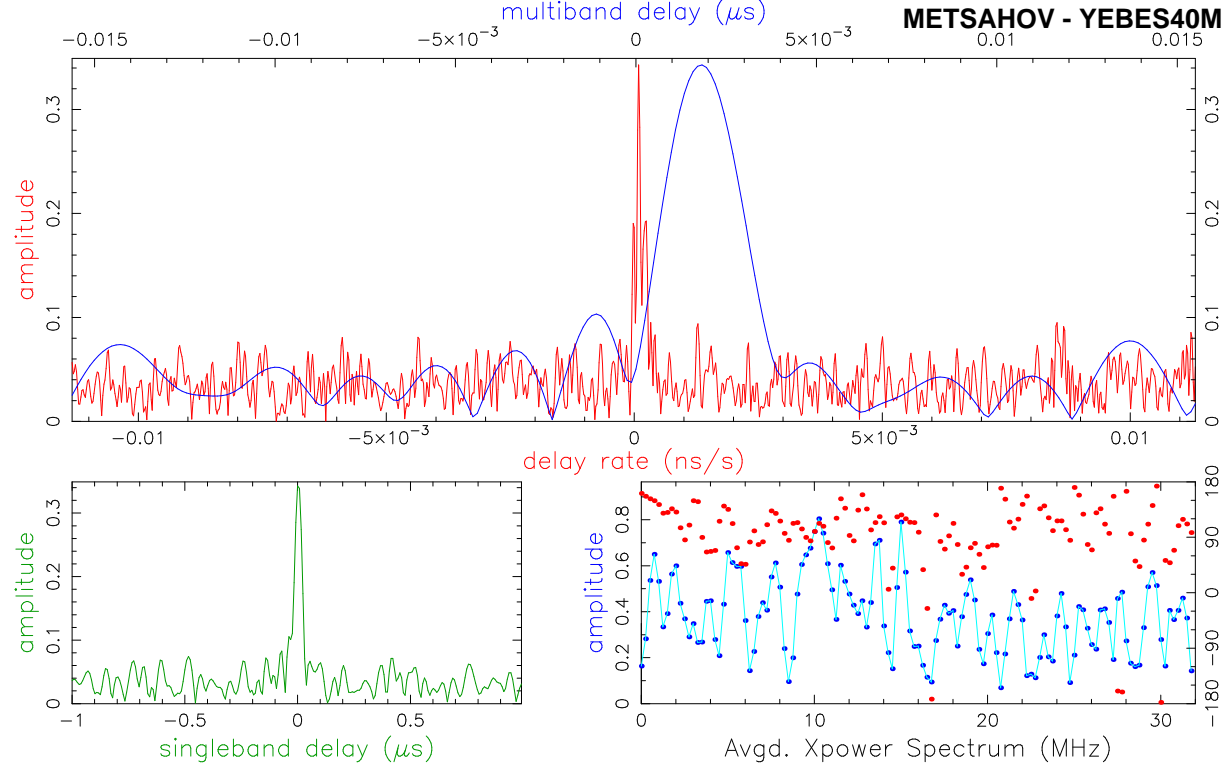 multiband delay (μs)
METSAHOV - YEBES40M
−0.015 −0.01 −5×10⁻³ 0 5×10⁻³ 0.01 0.015
amplitude
0 0.1 0.2 0.3
0 0.1 0.2 0.3
−0.01 −5×10⁻³ 0 5×10⁻³ 0.01
delay rate (ns/s)
amplitude
0 0.1 0.2 0.3
−1 −0.5 0 0.5
singleband delay (μs)
amplitude
0 0.2 0.4 0.6 0.8
−180 −90 0 90 180
0 10 20 30
Avgd. Xpower Spectrum (MHz)